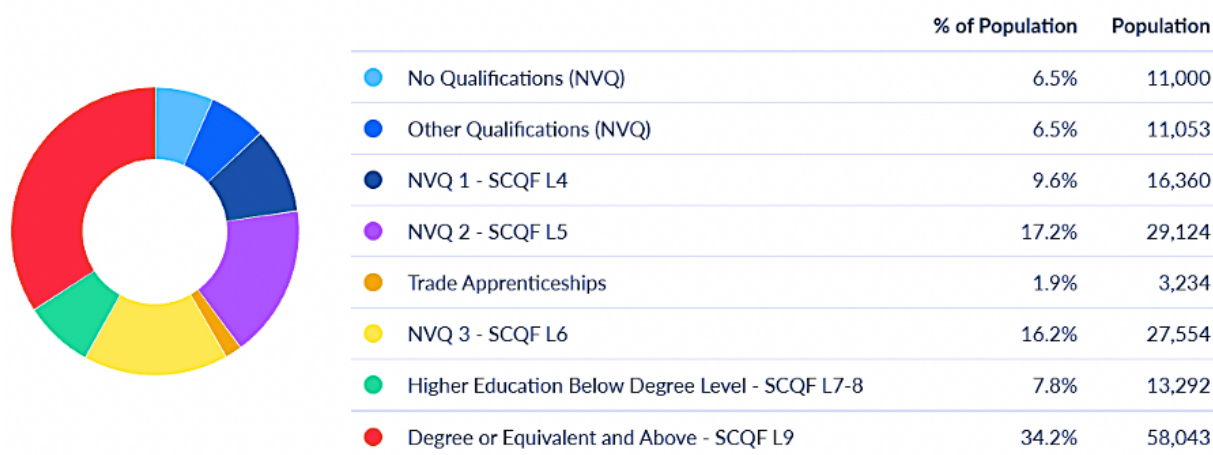 % of Population Population
No Qualifications (NVQ) 6.5% 11,000
Other Qualifications (NVQ) 6.5% 11,053
NVQ 1 - SCQF L4 9.6% 16,360
NVQ 2 - SCQF L5 17.2% 29,124
Trade Apprenticeships 1.9% 3,234
NVQ 3 - SCQF L6 16.2% 27,554
Higher Education Below Degree Level - SCQF L7-8 7.8% 13,292
Degree or Equivalent and Above - SCQF L9 34.2% 58,043